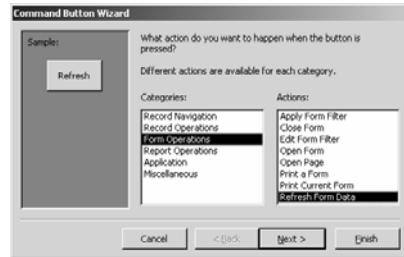 Command Button Wizard
Sample:
Refresh
What action do you want to happen when the button is
pressed?
Different actions are available for each category.
Categories:
Record Navigation
Record Operations
Form Operations
Report Operations
Application
Miscellaneous
Actions:
Apply Form Filter
Close Form
Edit Form Filter
Open Form
Open Page
Print a Form
Print Current Form
Refresh Form Data
Cancel
< Back
Next >
Finish